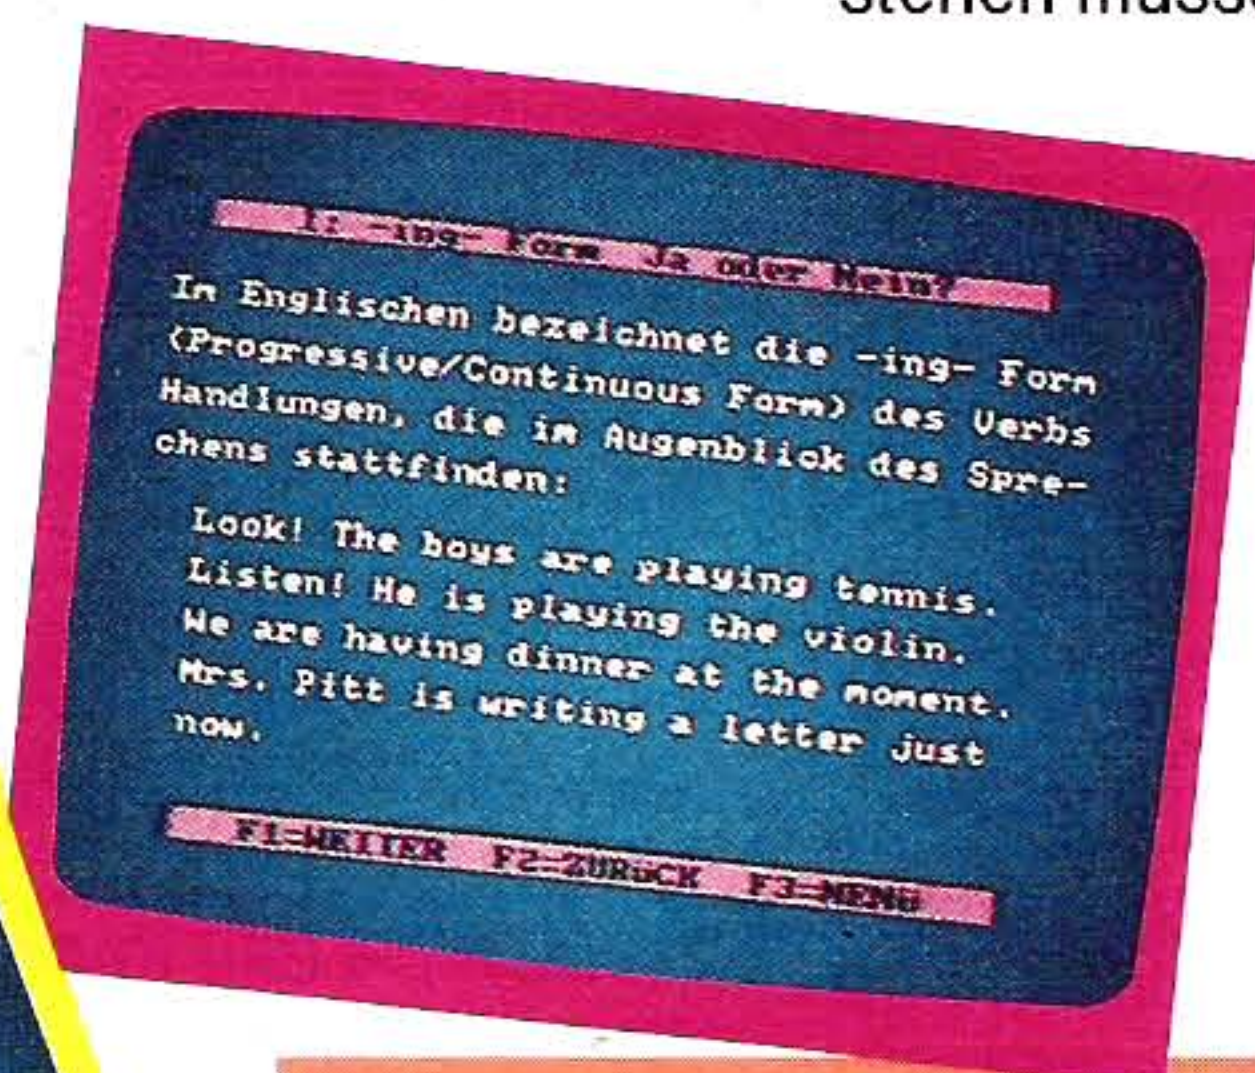 1: -ing- Form Ja oder Nein?
Im Englischen bezeichnet die -ing- Form
(Progressive/Continuous Form) des Verbs
Handlungen, die im Augenblick des Spre-
chens stattfinden:
Look! The boys are playing tennis.
Listen! He is playing the violin.
We are having dinner at the moment.
Mrs. Pitt is writing a letter just
now.
F1=WEITER F2=ZURüCK F3=MENü